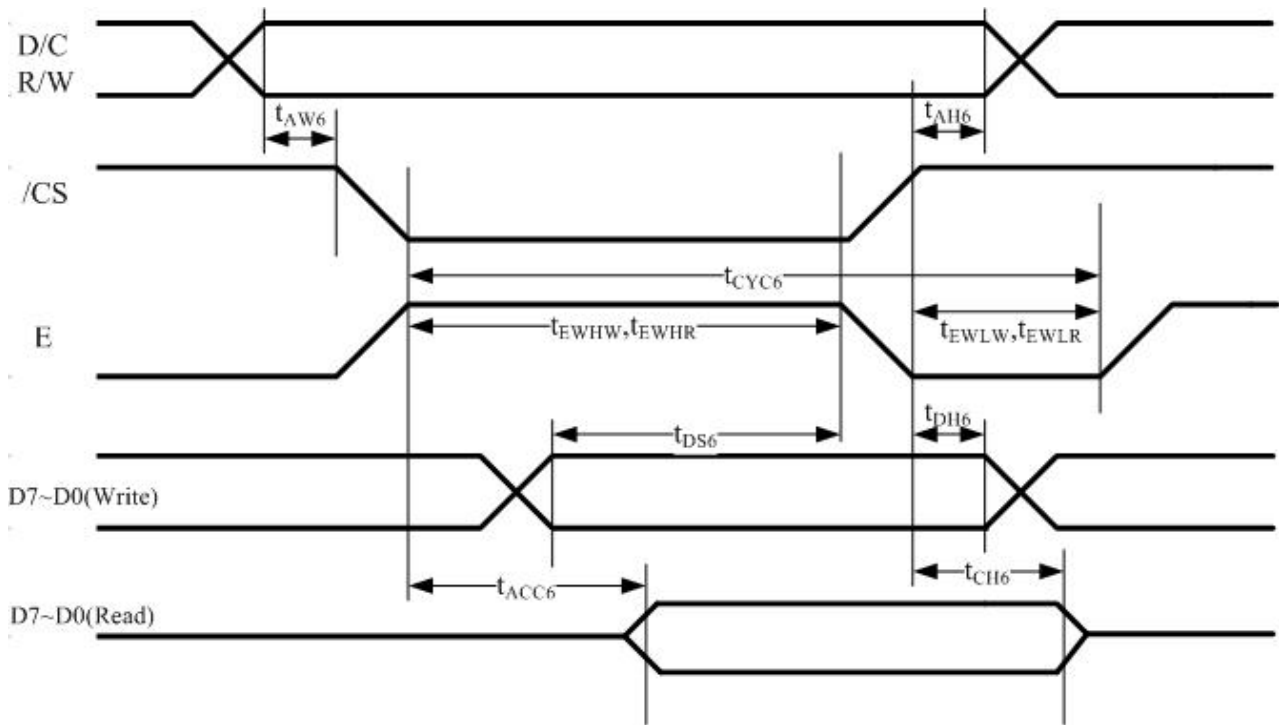 D/C
R/W
tAW6
tAH6
/CS
tCYC6
E
tEWHW,tEWHR
tEWLW,tEWLR
tDS6
tDH6
D7~D0(Write)
tACC6
tCH6
D7~D0(Read)